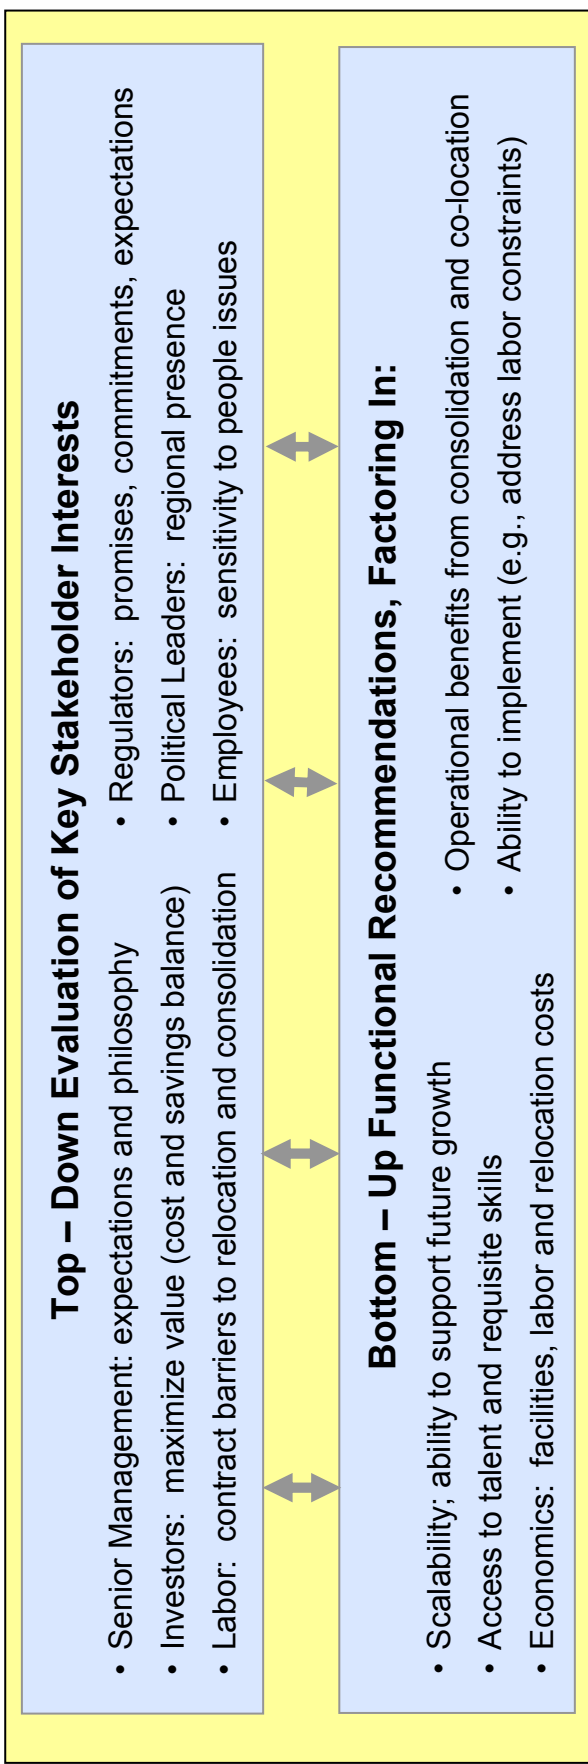 Top – Down Evaluation of Key Stakeholder Interests
• Senior Management: expectations and philosophy
• Investors: maximize value (cost and savings balance)
• Labor: contract barriers to relocation and consolidation
• Regulators: promises, commitments, expectations
• Political Leaders: regional presence
• Employees: sensitivity to people issues
Bottom – Up Functional Recommendations, Factoring In:
• Scalability; ability to support future growth
• Access to talent and requisite skills
• Economics: facilities, labor and relocation costs
• Operational benefits from consolidation and co-location
• Ability to implement (e.g., address labor constraints)